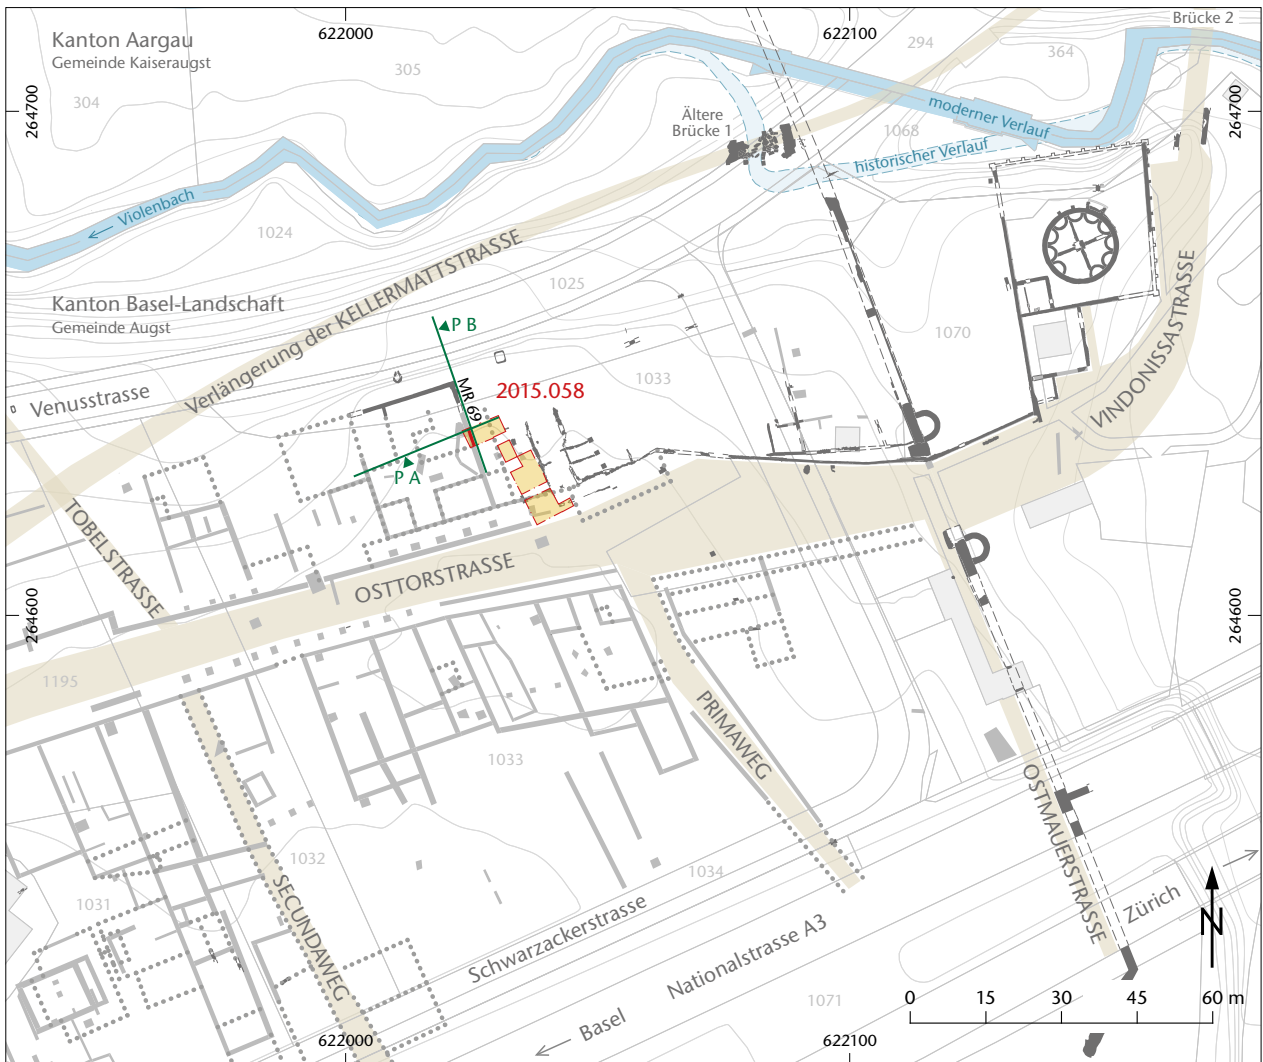 622000
622100
Brücke 2
Kanton Aargau
Gemeinde Kaiseraugst
294
364
305
304
264700
264700
Ältere
Brücke 1
moderner Verlauf
1068
historischer Verlauf
Violenbach
1024
Verlängerung der KELLERMATTSTRASSE
1025
Kanton Basel-Landschaft
Gemeinde Augst
VINDONISSASTRASSE
P B
1070
Venusstrasse
MR 69
2015.058
1033
P A
TOBELSTRASSE
OSTTORSTRASSE
264600
264600
1195
PRIMAWEG
1033
OSTMAUERSTRASSE
1032
1034
1031
SECUNDAWEG
Schwarzackerstrasse
Nationalstrasse A3
Zürich
N
1071
Basel
0 15 30 45 60 m
622000
622100